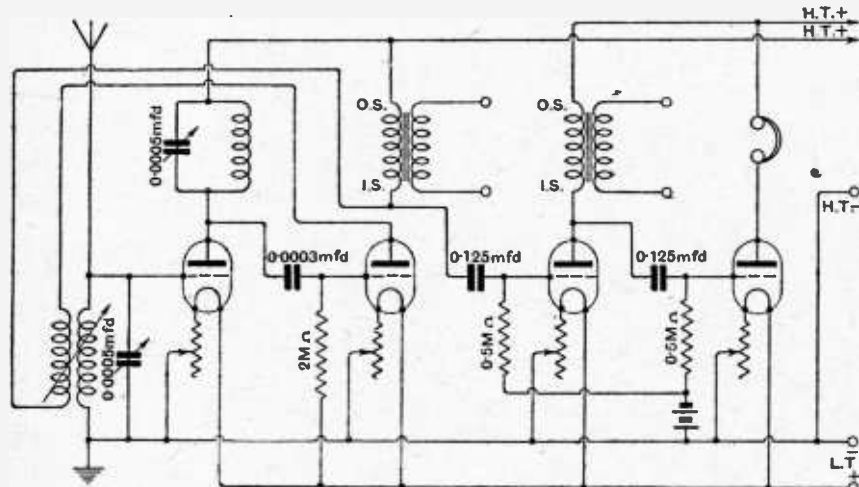 H.T.+
H.T.+
O.S.
O.S.
0·0005mfd
I.S.
I.S.
H.T.-
0·0003mfd
0·125mfd
0·125mfd
0·0005mfd
2MΩ
0·5MΩ
0·5MΩ
-
L.T
+